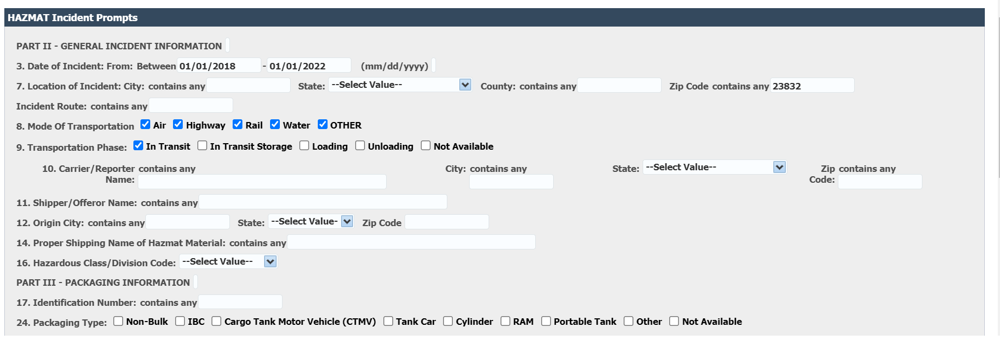 HAZMAT Incident Prompts
PART II - GENERAL INCIDENT INFORMATION
3. Date of Incident: From: Between 01/01/2018 - 01/01/2022 (mm/dd/yyyy)
7. Location of Incident: City: contains any State: --Select Value-- County: contains any Zip Code contains any 23832
Incident Route: contains any
8. Mode Of Transportation Air Highway Rail Water OTHER
9. Transportation Phase: In Transit In Transit Storage Loading Unloading Not Available
10. Carrier/Reporter contains any City: contains any State: --Select Value-- Zip contains any
Name: Code:
11. Shipper/Offeror Name: contains any
12. Origin City: contains any State: --Select Value- Zip Code
14. Proper Shipping Name of Hazmat Material: contains any
16. Hazardous Class/Division Code: --Select Value--
PART III - PACKAGING INFORMATION
17. Identification Number: contains any
24. Packaging Type: Non-Bulk IBC Cargo Tank Motor Vehicle (CTMV) Tank Car Cylinder RAM Portable Tank Other Not Available